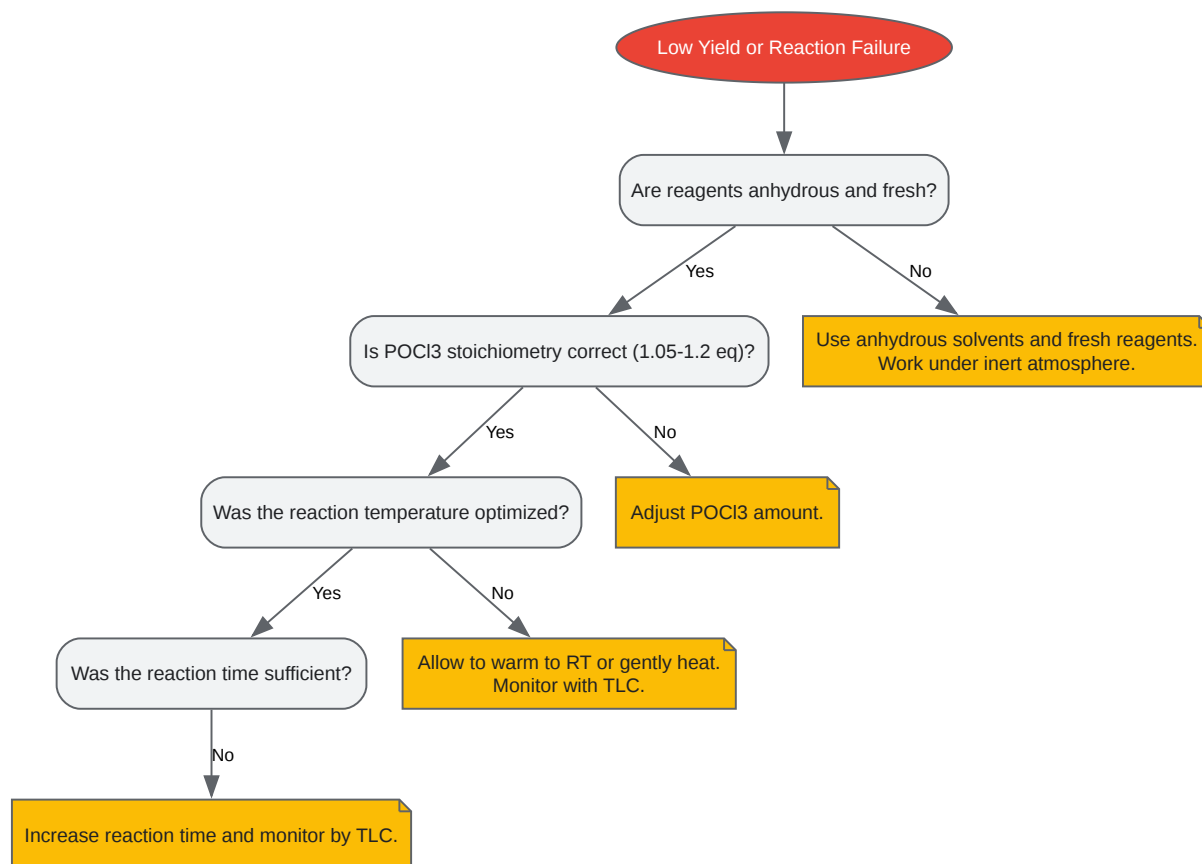 Low Yield or Reaction Failure
Are reagents anhydrous and fresh?
Yes
No
Is POCl3 stoichiometry correct (1.05-1.2 eq)?
Use anhydrous solvents and fresh reagents.
Work under inert atmosphere.
Yes
No
Was the reaction temperature optimized?
Adjust POCl3 amount.
Yes
No
Was the reaction time sufficient?
Allow to warm to RT or gently heat.
Monitor with TLC.
No
Increase reaction time and monitor by TLC.